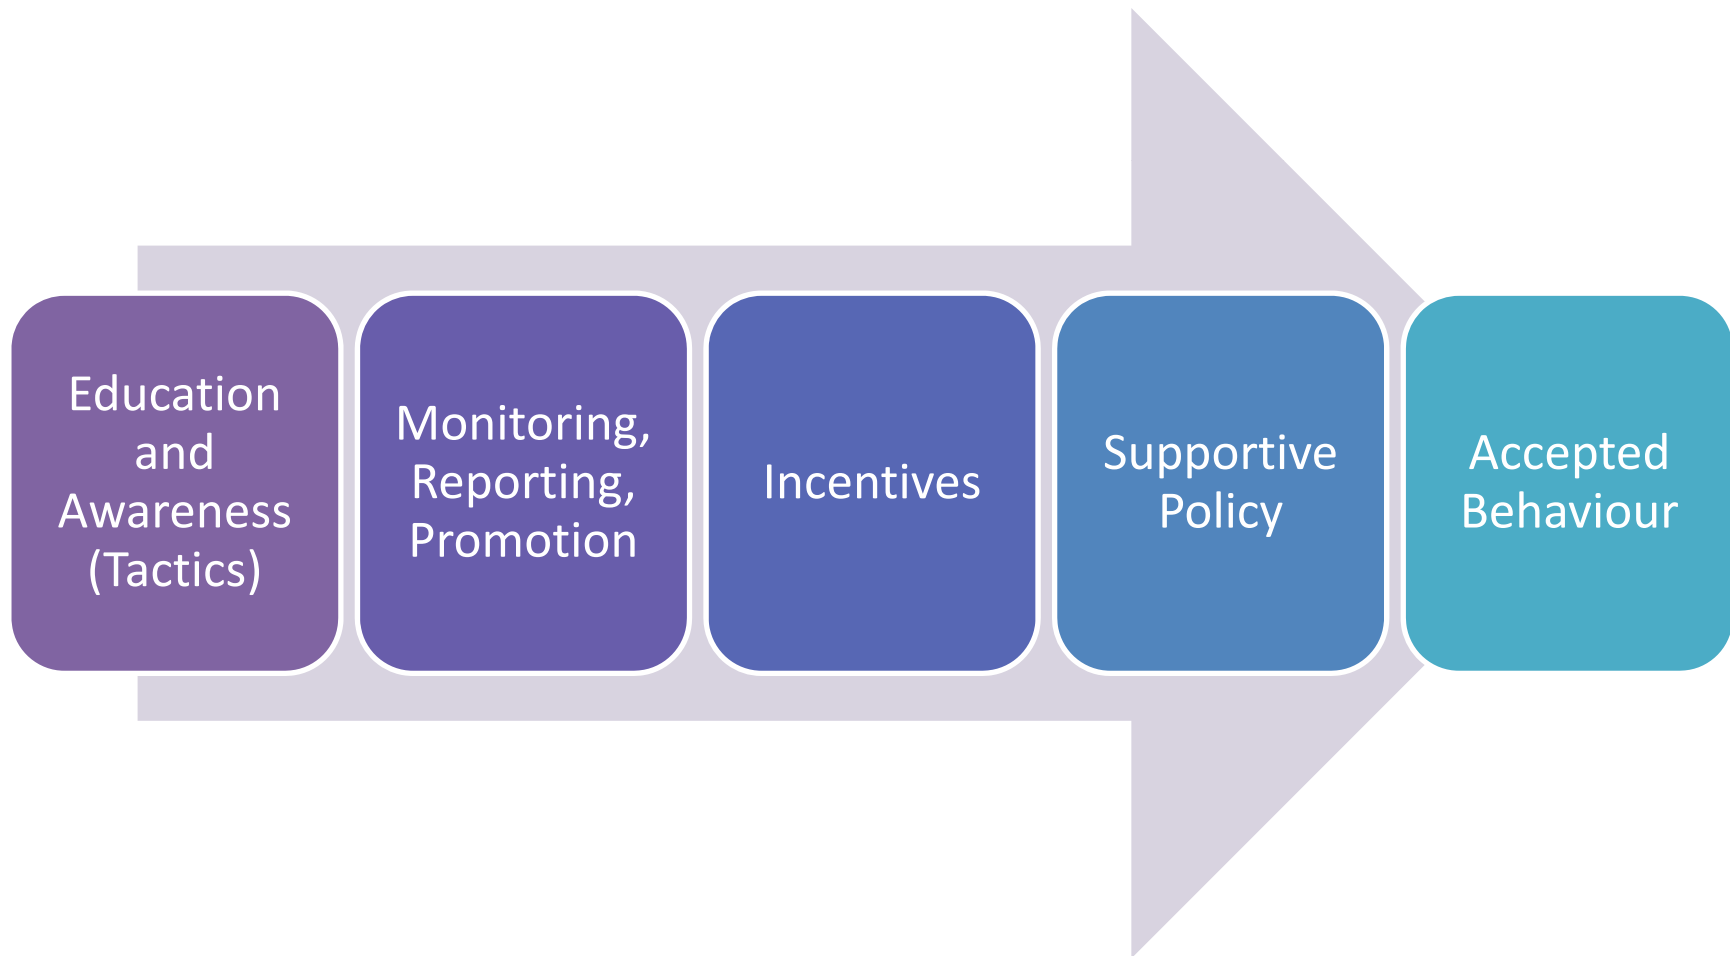 Education
and
Awareness
(Tactics)
Monitoring,
Reporting,
Promotion
Incentives
Supportive
Policy
Accepted
Behaviour